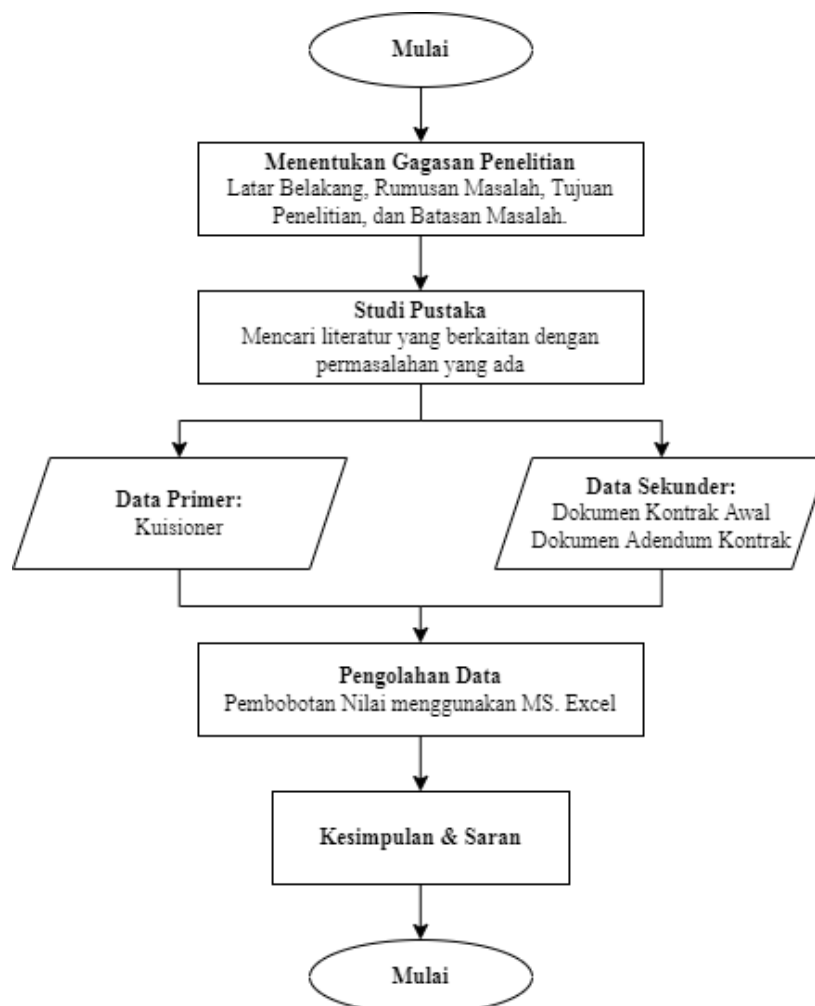 Mulai
Menentukan Gagasan Penelitian
Latar Belakang, Rumusan Masalah, Tujuan
Penelitian, dan Batasan Masalah.
Studi Pustaka
Mencari literatur yang berkaitan dengan
permasalahan yang ada
Data Primer:
Kuisioner
Data Sekunder:
Dokumen Kontrak Awal
Dokumen Adendum Kontrak
Pengolahan Data
Pembobotan Nilai menggunakan MS. Excel
Kesimpulan & Saran
Mulai